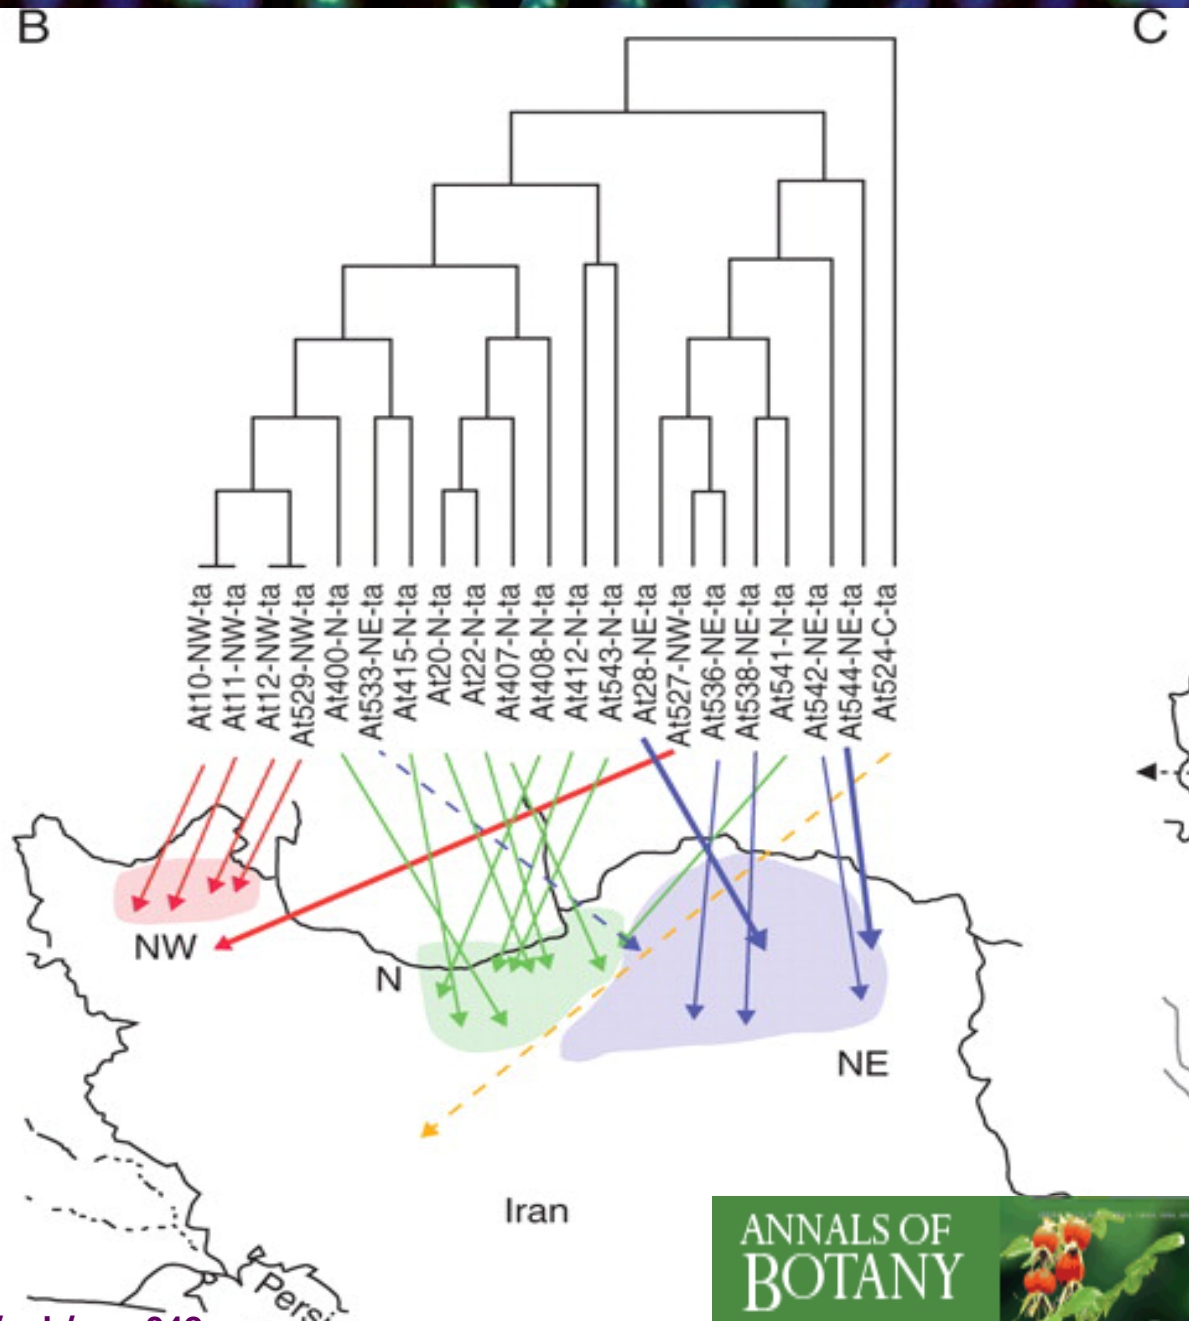 B
C
At10-NW-ta
At11-NW-ta
At12-NW-ta
At529-NW-ta
At400-N-ta
At533-NE-ta
At415-N-ta
At20-N-ta
At22-N-ta
At407-N-ta
At408-N-ta
At412-N-ta
At543-N-ta
At28-NE-ta
At527-NW-ta
At536-NE-ta
At538-NE-ta
At541-N-ta
At542-NE-ta
At544-NE-ta
At524-C-ta
NW
N
NE
Iran
ANNALS OF
BOTANY